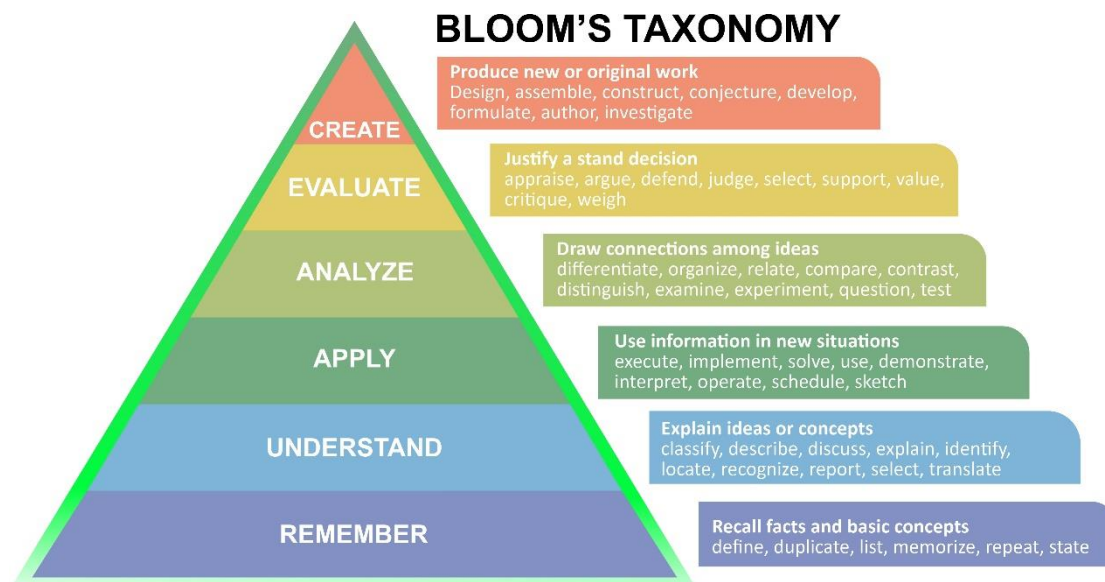 BLOOM'S TAXONOMY
Produce new or original work
Design, assemble, construct, conjecture, develop,
formulate, author, investigate
CREATE
Justify a stand decision
appraise, argue, defend, judge, select, support, value,
critique, weigh
EVALUATE
Draw connections among ideas
differentiate, organize, relate, compare, contrast,
distinguish, examine, experiment, question, test
ANALYZE
Use information in new situations
execute, implement, solve, use, demonstrate,
interpret, operate, schedule, sketch
APPLY
Explain ideas or concepts
classify, describe, discuss, explain, identify,
locate, recognize, report, select, translate
UNDERSTAND
Recall facts and basic concepts
define, duplicate, list, memorize, repeat, state
REMEMBER